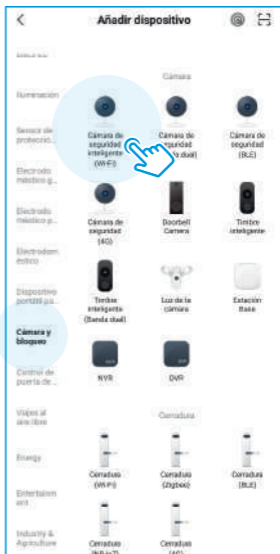 Añadir dispositivo
Iluminación
Sensor de
protecció...
Electrodo
méstico g...
Electrodo
méstico p...
Electrodom
éstico
Dispositivo
portátil pa...
Cámara y
bloqueo
Control de
puerta de ...
Viajes al
aire libre
Energy
Entertainm
ent
Industry &
Agriculture
Cámara
Cámara de
seguridad
inteligente
(Wi-Fi)
Cámara de
seguridad
dual)
Cámara de
seguridad
(BLE)
Cámara de
seguridad
(4G)
Doorbell
Camera
Timbre
inteligente
Timbre
inteligente
(Banda dual)
Luz de la
cámara
Estación
Base
NVR
DVR
Cerradura
Cerradura
(Wi-Fi)
Cerradura
(Zigbee)
Cerradura
(BLE)
Cerradura
Cerradura
(4G)